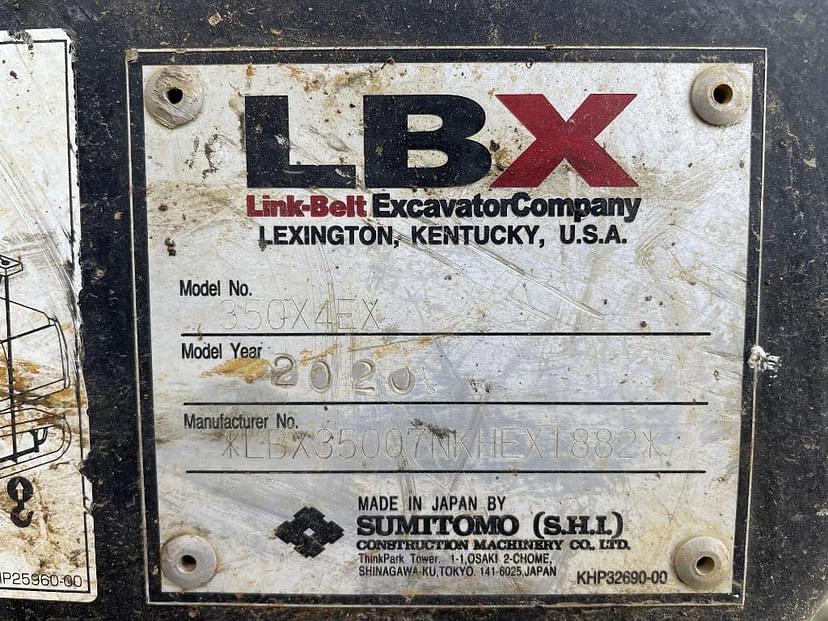 LBX
Link-Belt ExcavatorCompany
LEXINGTON, KENTUCKY, U.S.A.
Model No.
350X4EX
Model Year
2020
Manufacturer No.
*LBX350Q7NKHEX1882*
MADE IN JAPAN BY
SUMITOMO (S.H.I.)
CONSTRUCTION MACHINERY CO., LTD.
ThinkPark Tower. 1-1,OSAKI 2-CHOME,
SHINAGAWA-KU,TOKYO. 141-6025,JAPAN
KHP32690-00
HP25960-00